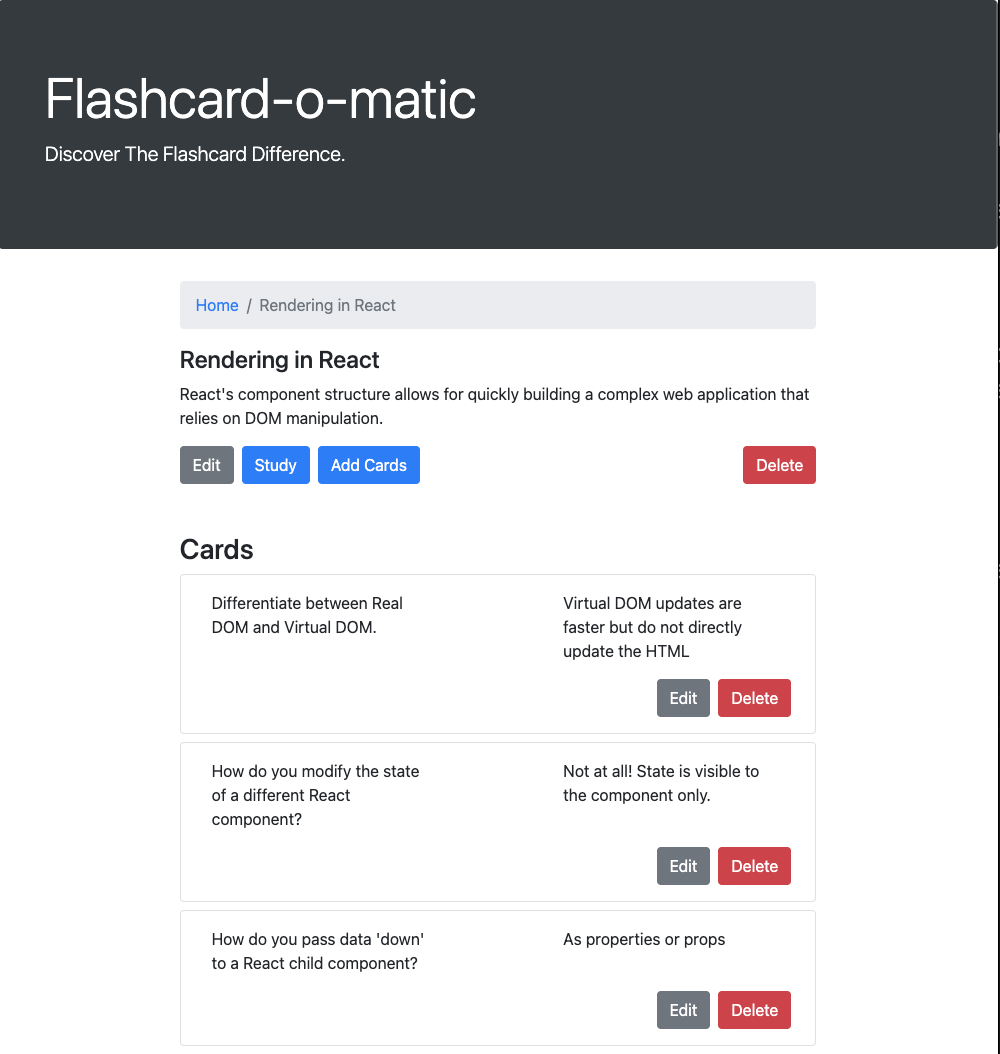 Flashcard-o-matic
Discover The Flashcard Difference.
Home / Rendering in React
Rendering in React
React's component structure allows for quickly building a complex web application that
relies on DOM manipulation.
Edit Study Add Cards Delete
Cards
Differentiate between Real
DOM and Virtual DOM.
Virtual DOM updates are
faster but do not directly
update the HTML
Edit Delete
How do you modify the state
of a different React
component?
Not at all! State is visible to
the component only.
Edit Delete
How do you pass data 'down'
to a React child component?
As properties or props
Edit Delete